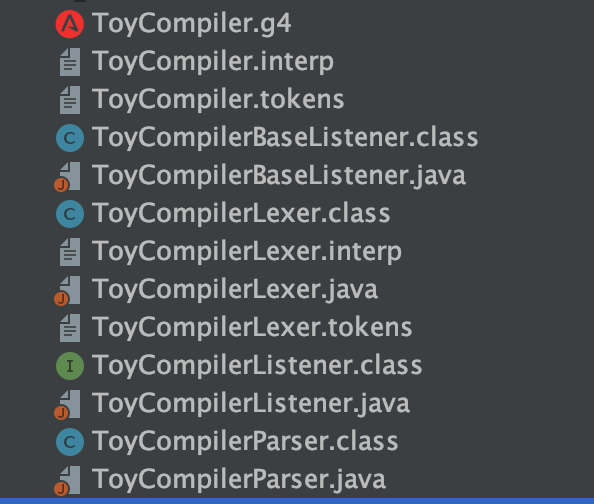 ToyCompiler.g4
ToyCompiler.interp
ToyCompiler.tokens
ToyCompilerBaseListener.class
ToyCompilerBaseListener.java
ToyCompilerLexer.class
ToyCompilerLexer.interp
ToyCompilerLexer.java
ToyCompilerLexer.tokens
ToyCompilerListener.class
ToyCompilerListener.java
ToyCompilerParser.class
ToyCompilerParser.java